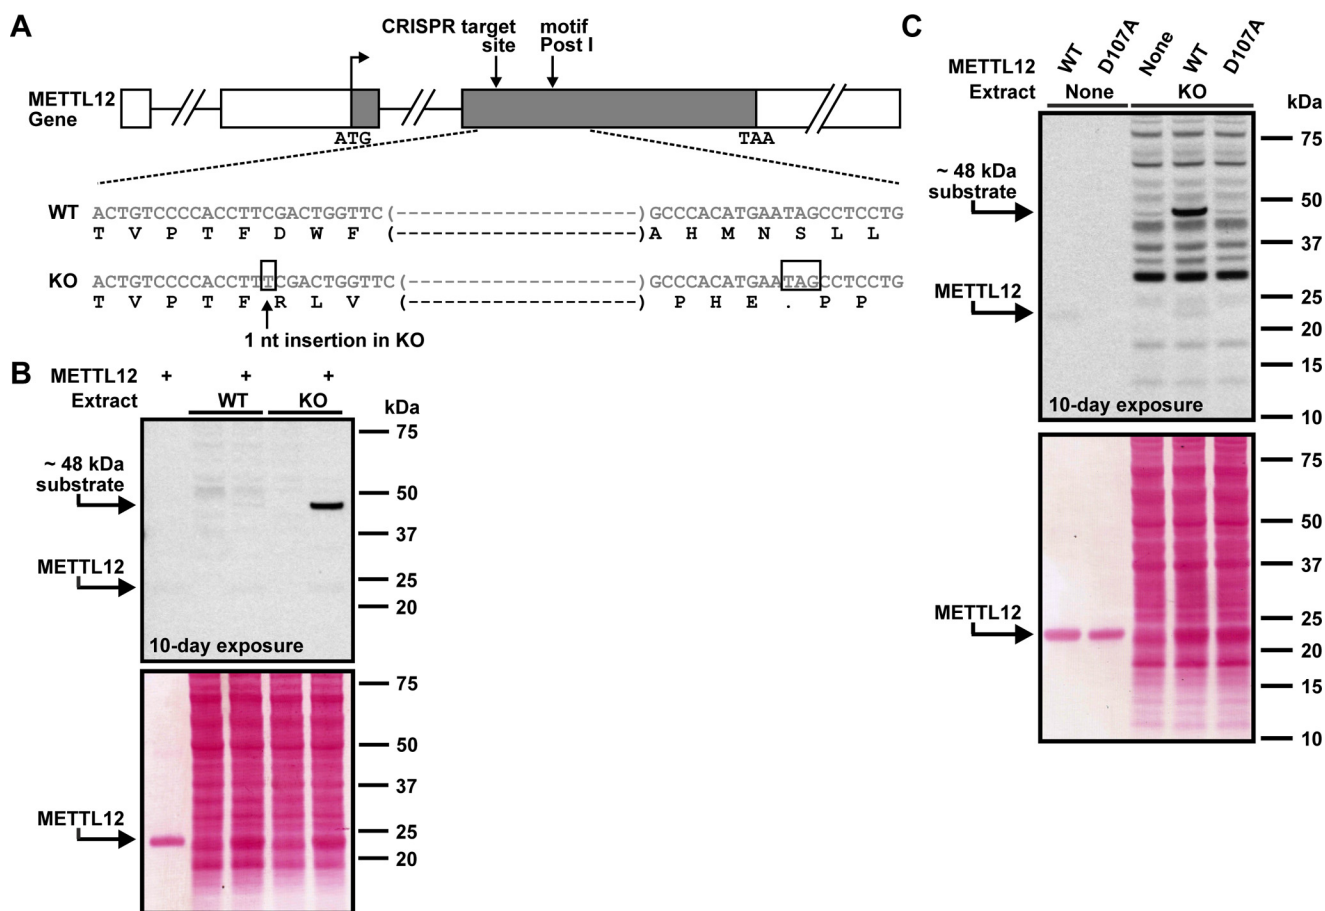 A
CRISPR target site
motif Post I
METTL12 Gene
ATG
TAA
WT ACTGTCCCCACCTTCGACTGGTTC(----------------------)GCCCACATGAATAGCCTCCTG
T V P T F D W F (----------------------)A H M N S L L
KO ACTGTCCCCACCTTTCGACTGGTTC(----------------------)GCCCACATGAATAGCCTCCTG
T V P T F R L V (----------------------) P H E . P P
1 nt insertion in KO
B
METTL12 + + +
Extract WT KO
kDa
75
~ 48 kDa
substrate
50
37
METTL12
25
20
10-day exposure
75
50
37
METTL12
25
20
C
METTL12 WT D107A None WT D107A
Extract None KO
kDa
75
~ 48 kDa
substrate
50
37
METTL12
25
20
15
10-day exposure
10
75
50
37
METTL12
25
20
15
10